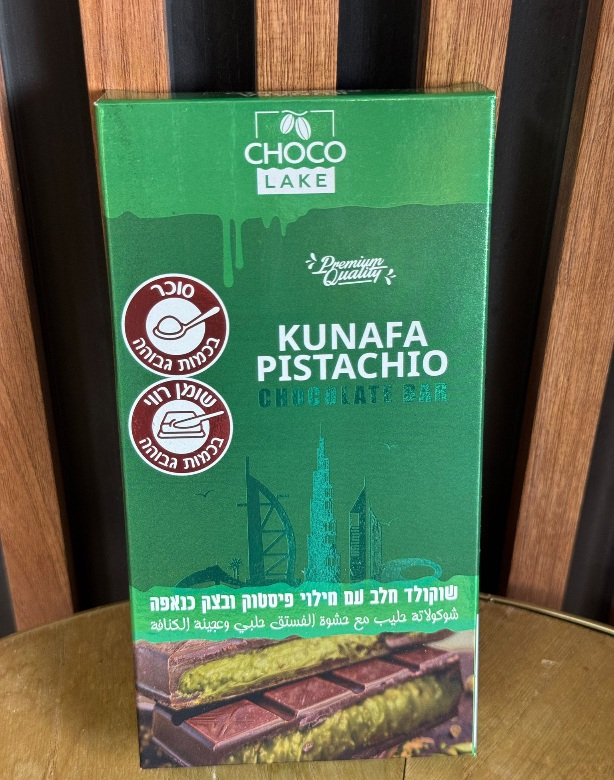 CHOCO
LAKE
Premium
Quality
סוכר
בכמות גבוהה
KUNAFA
PISTACHIO
CHOCOLATE BAR
שומן רווי
בכמות גבוהה
שוקולד חלב עם מילוי פיסטוק ובצק כנאפה
شوكولاته حليب مع حشوة الفستق حلبي وعجينة الكنافة